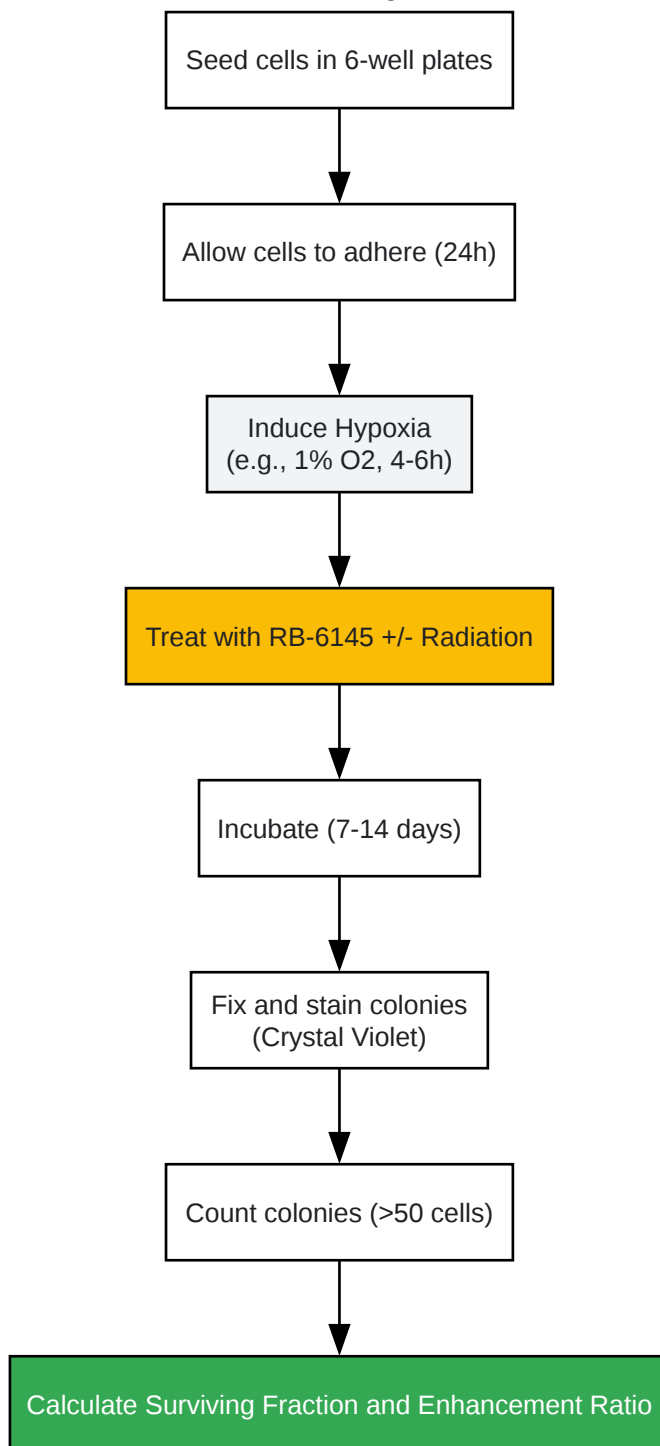 Seed cells in 6-well plates
Allow cells to adhere (24h)
Induce Hypoxia
(e.g., 1% O2, 4-6h)
Treat with RB-6145 +/- Radiation
Incubate (7-14 days)
Fix and stain colonies
(Crystal Violet)
Count colonies (>50 cells)
Calculate Surviving Fraction and Enhancement Ratio